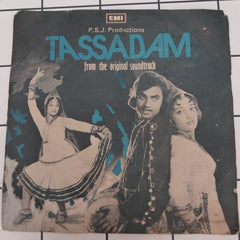 EMI
P.S.J. Productions
TASSADAM
from the original soundtrack